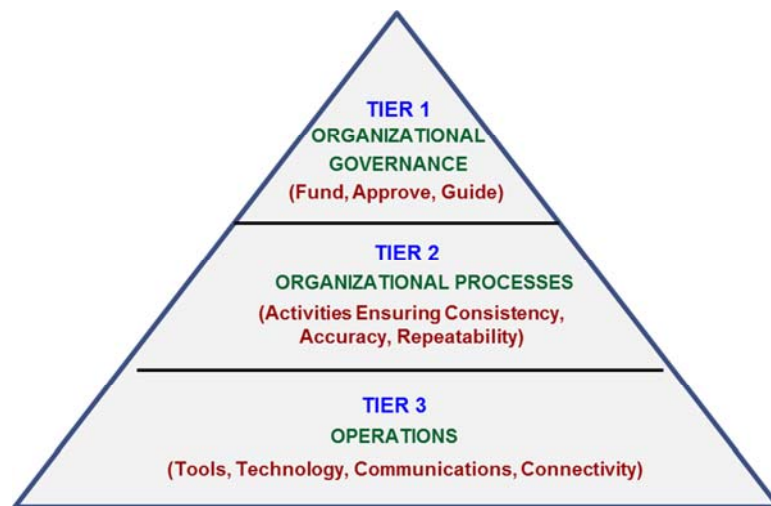 TIER 1
ORGANIZATIONAL
GOVERNANCE
(Fund, Approve, Guide)
TIER 2
ORGANIZATIONAL PROCESSES
(Activities Ensuring Consistency,
Accuracy, Repeatability)
TIER 3
OPERATIONS
(Tools, Technology, Communications, Connectivity)